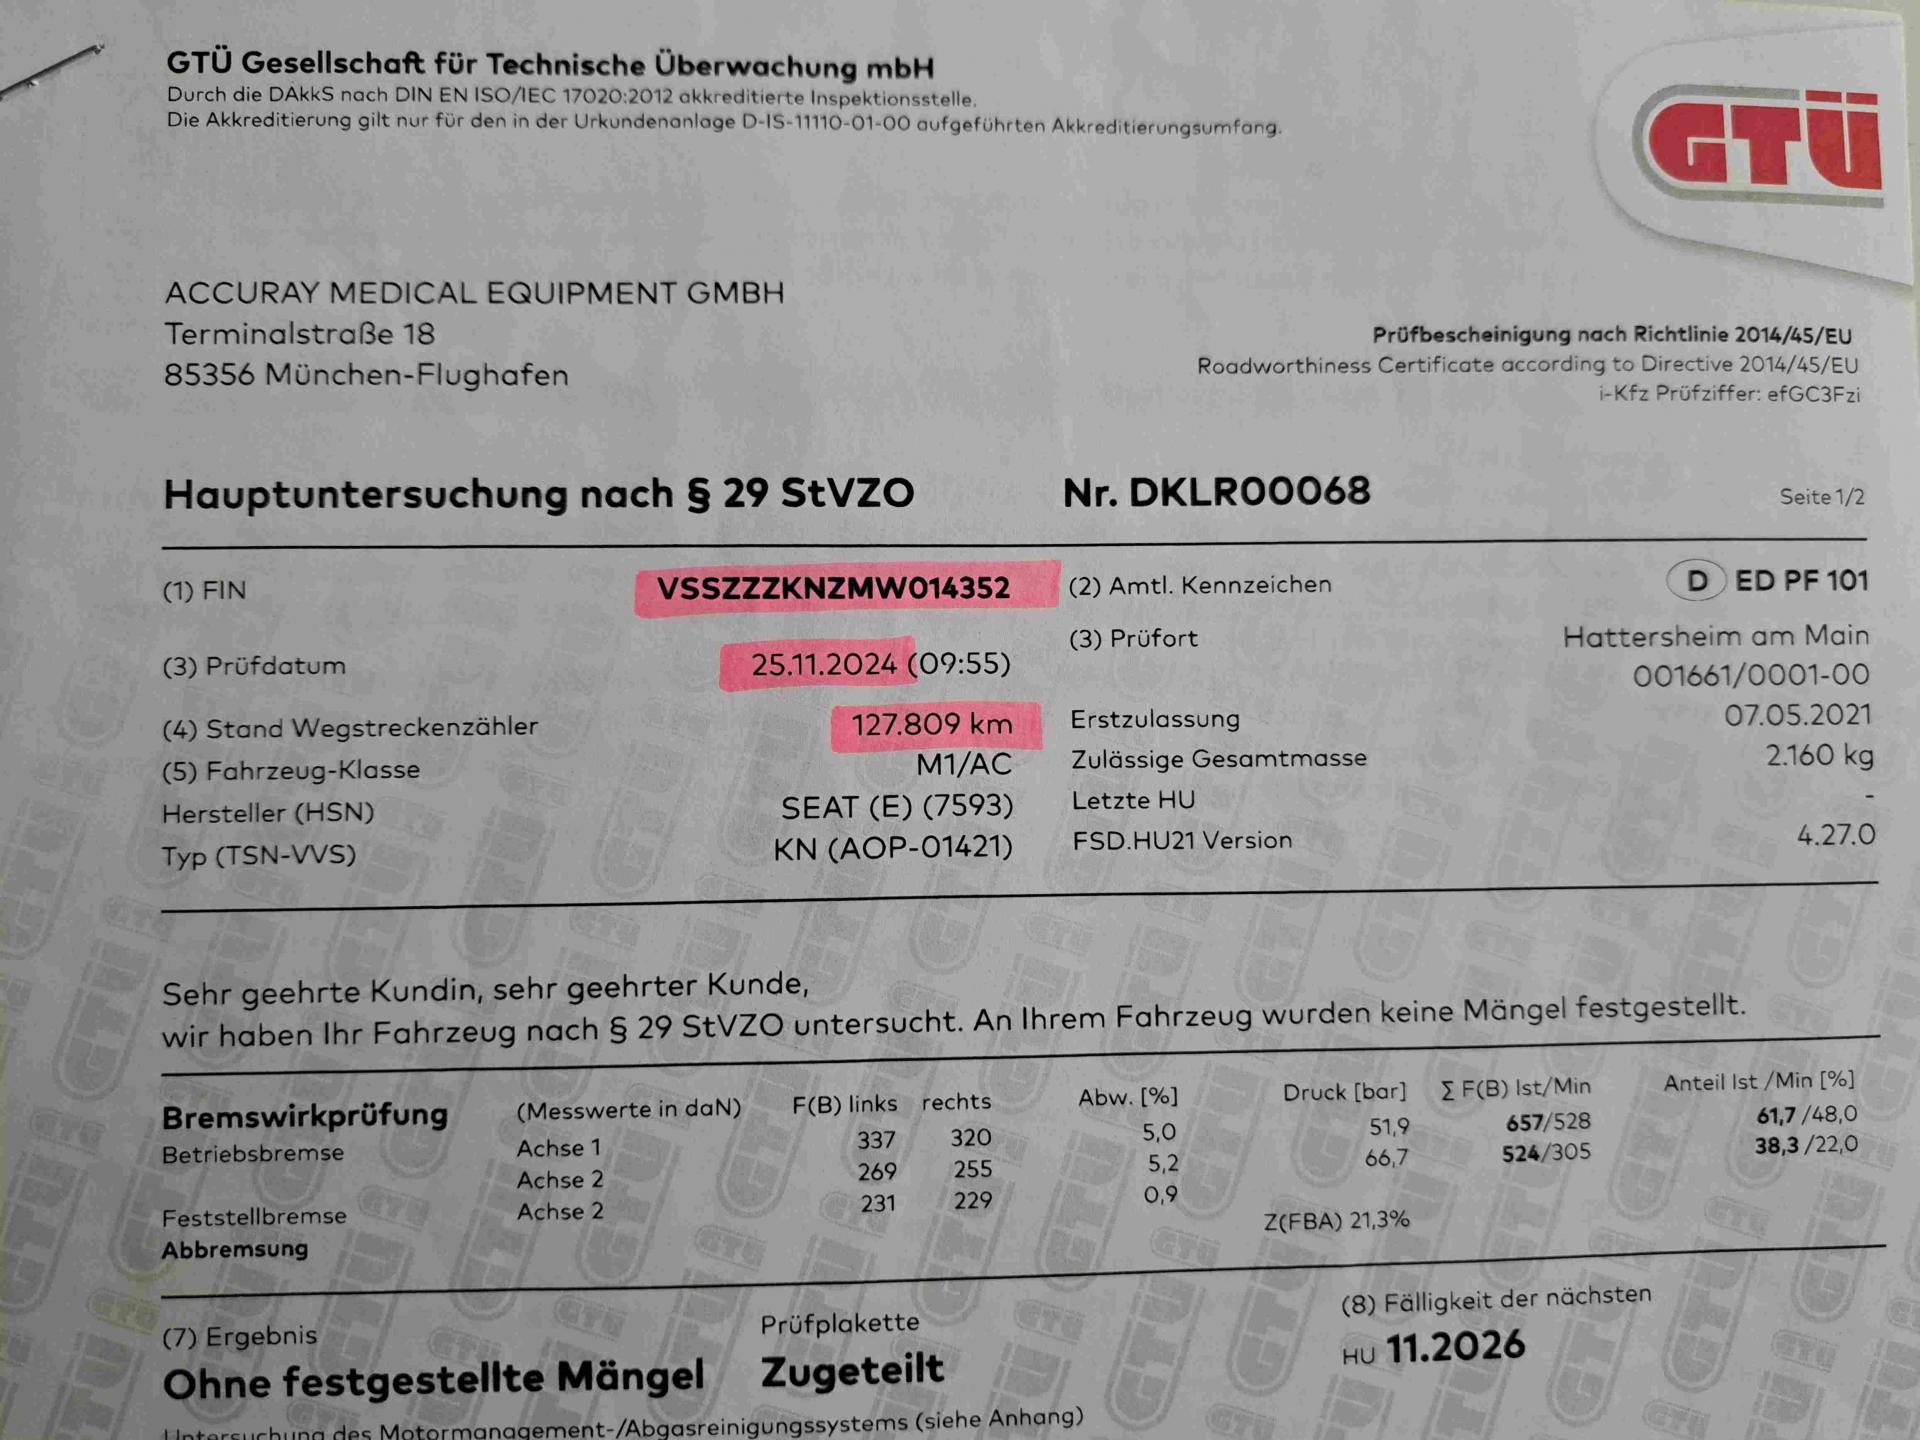 GTÜ Gesellschaft für Technische Überwachung mbH
Durch die DAkkS nach DIN EN ISO/IEC 17020:2012 akkreditierte Inspektionsstelle.
Die Akkreditierung gilt nur für den in der Urkundenanlage D-IS-11110-01-00 aufgeführten Akkreditierungsumfang.
GTÜ
ACCURAY MEDICAL EQUIPMENT GMBH
Terminalstraße 18
85356 München-Flughafen
Prüfbescheinigung nach Richtlinie 2014/45/EU
Roadworthiness Certificate according to Directive 2014/45/EU
i-Kfz Prüfziffer: efGC3Fzi
Hauptuntersuchung nach § 29 StVZO Nr. DKLR00068 Seite 1/2
(1) FIN VSSZZZKNZMW014352 (2) Amtl. Kennzeichen D ED PF 101
(3) Prüfort Hattersheim am Main
(3) Prüfdatum 25.11.2024 (09:55) 001661/0001-00
(4) Stand Wegstreckenzähler 127.809 km Erstzulassung 07.05.2021
(5) Fahrzeug-Klasse M1/AC Zulässige Gesamtmasse 2.160 kg
Hersteller (HSN) SEAT (E) (7593) Letzte HU -
Typ (TSN-VVS) KN (AOP-01421) FSD.HU21 Version 4.27.0
Sehr geehrte Kundin, sehr geehrter Kunde,
wir haben Ihr Fahrzeug nach § 29 StVZO untersucht. An Ihrem Fahrzeug wurden keine Mängel festgestellt.
Bremswirkprüfung (Messwerte in daN) F(B) links rechts Abw. [%] Druck [bar] Σ F(B) Ist/Min Anteil Ist /Min [%]
Betriebsbremse Achse 1 337 320 5,0 51,9 657/528 61,7 /48,0
Achse 2 269 255 5,2 66,7 524/305 38,3 /22,0
Feststellbremse Achse 2 231 229 0,9
Abbremsung Z(FBA) 21,3%
(7) Ergebnis Prüfplakette (8) Fälligkeit der nächsten
Ohne festgestellte Mängel Zugeteilt HU 11.2026
Untersuchung des Motormanagement-/Abgasreinigungssystems (siehe Anhang)